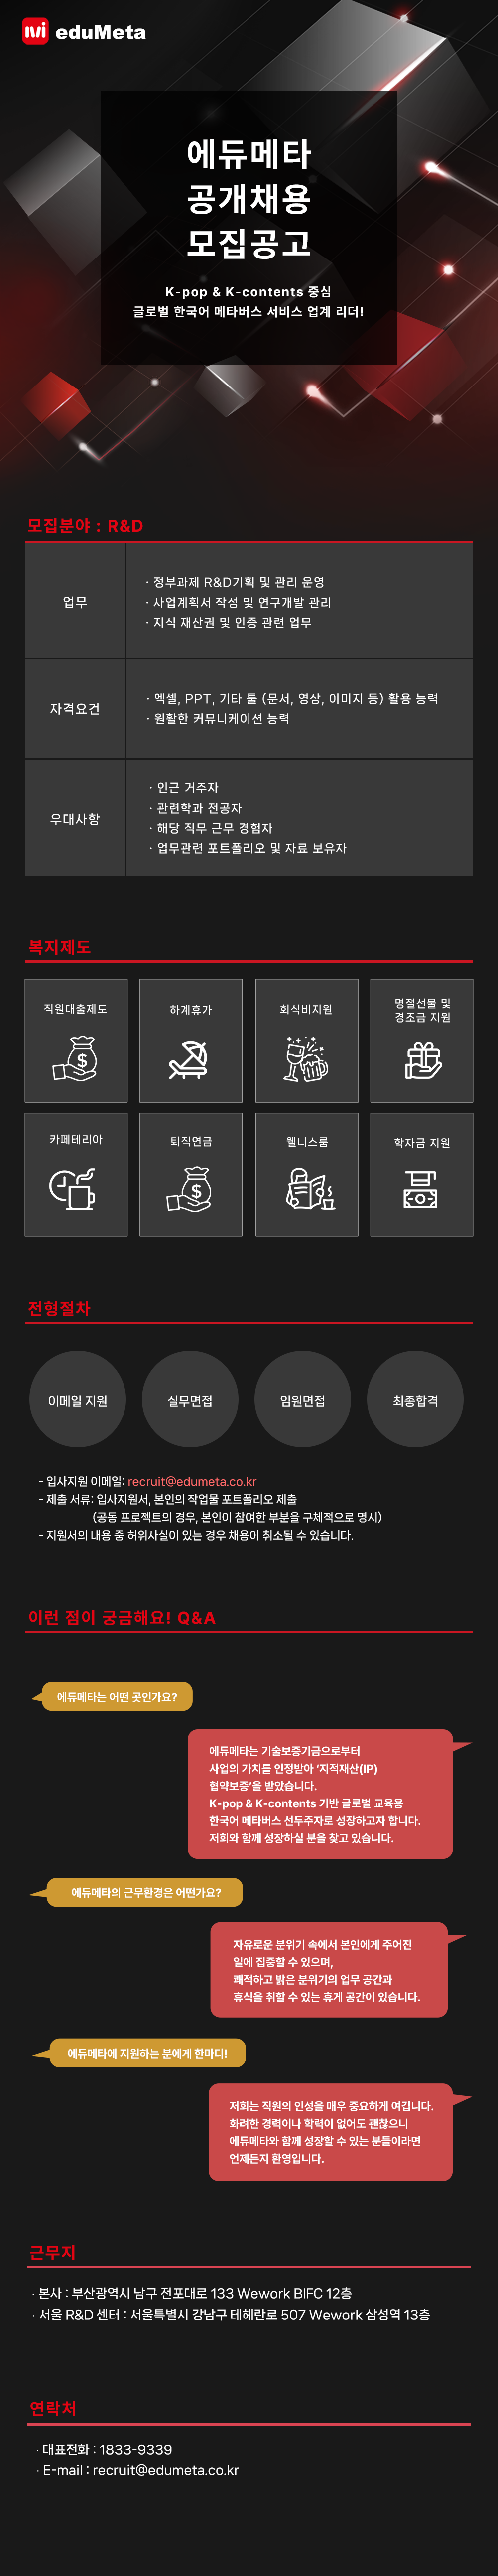 eduMeta
에듀메타
공개채용
모집공고
K-pop & K-contents 중심
글로벌 한국어 메타버스 서비스 업계 리더!
모집분야 : R&D
업무
· 정부과제 R&D기획 및 관리 운영
· 사업계획서 작성 및 연구개발 관리
· 지식 재산권 및 인증 관련 업무
자격요건
· 엑셀, PPT, 기타 툴 (문서, 영상, 이미지 등) 활용 능력
· 원활한 커뮤니케이션 능력
우대사항
· 인근 거주자
· 관련학과 전공자
· 해당 직무 근무 경험자
· 업무관련 포트폴리오 및 자료 보유자
복지제도
직원대출제도
하계휴가
회식비지원
명절선물 및
경조금 지원
카페테리아
퇴직연금
웰니스룸
학자금 지원
전형절차
이메일 지원
실무면접
임원면접
최종합격
- 입사지원 이메일: recruit@edumeta.co.kr
- 제출 서류: 입사지원서, 본인의 작업물 포트폴리오 제출
(공동 프로젝트의 경우, 본인이 참여한 부분을 구체적으로 명시)
- 지원서의 내용 중 허위사실이 있는 경우 채용이 취소될 수 있습니다.
이런 점이 궁금해요! Q&A
에듀메타는 어떤 곳인가요?
에듀메타는 기술보증기금으로부터
사업의 가치를 인정받아 ‘지적재산(IP)
협약보증’을 받았습니다.
K-pop & K-contents 기반 글로벌 교육용
한국어 메타버스 선두주자로 성장하고자 합니다.
저희와 함께 성장하실 분을 찾고 있습니다.
에듀메타의 근무환경은 어떤가요?
자유로운 분위기 속에서 본인에게 주어진
일에 집중할 수 있으며,
쾌적하고 밝은 분위기의 업무 공간과
휴식을 취할 수 있는 휴게 공간이 있습니다.
에듀메타에 지원하는 분에게 한마디!
저희는 직원의 인성을 매우 중요하게 여깁니다.
화려한 경력이나 학력이 없어도 괜찮으니
에듀메타와 함께 성장할 수 있는 분들이라면
언제든지 환영입니다.
근무지
· 본사 : 부산광역시 남구 전포대로 133 Wework BIFC 12층
· 서울 R&D 센터 : 서울특별시 강남구 테헤란로 507 Wework 삼성역 13층
연락처
· 대표전화 : 1833-9339
· E-mail : recruit@edumeta.co.kr